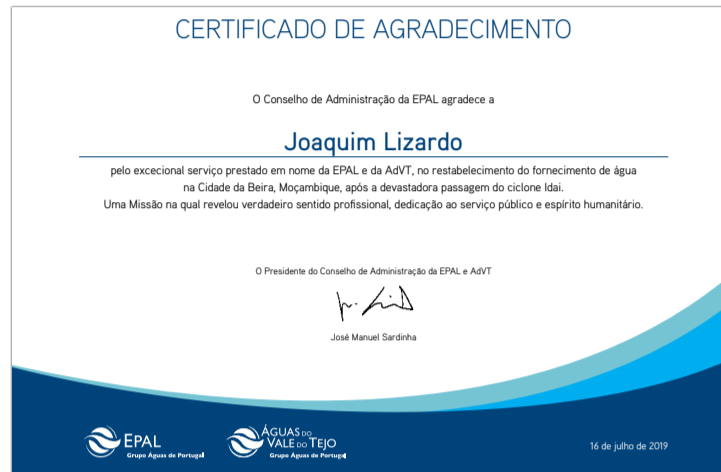 CERTIFICADO DE AGRADECIMENTO
O Conselho de Administração da EPAL agradece a
Joaquim Lizardo
pelo excecional serviço prestado em nome da EPAL e da AdVT, no restabelecimento do fornecimento de água
na Cidade da Beira, Moçambique, após a devastadora passagem do ciclone Idai.
Uma Missão na qual revelou verdadeiro sentido profissional, dedicação ao serviço público e espírito humanitário.
O Presidente do Conselho de Administração da EPAL e AdVT
José Manuel Sardinha
EPAL
Grupo Águas de Portugal
ÁGUAS DO
VALE DO TEJO
Grupo Águas de Portugal
16 de julho de 2019